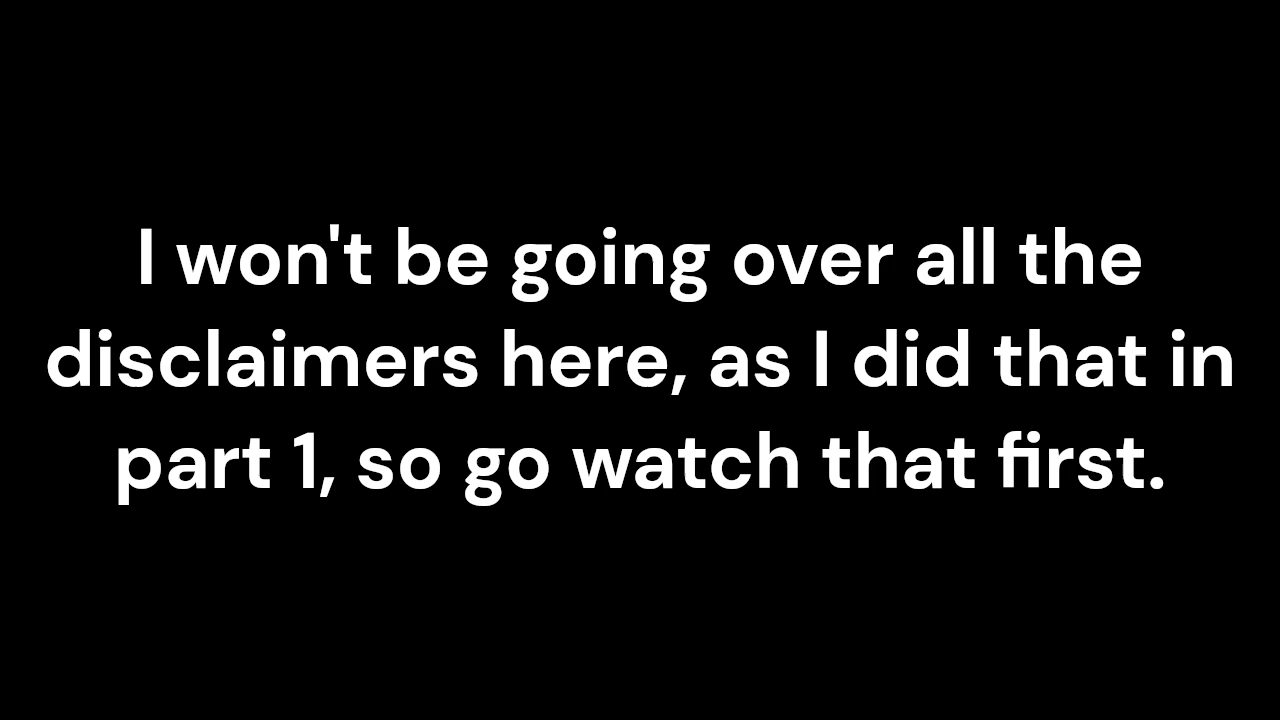 I won't be going over all the
disclaimers here, as I did that in
part 1, so go watch that first.